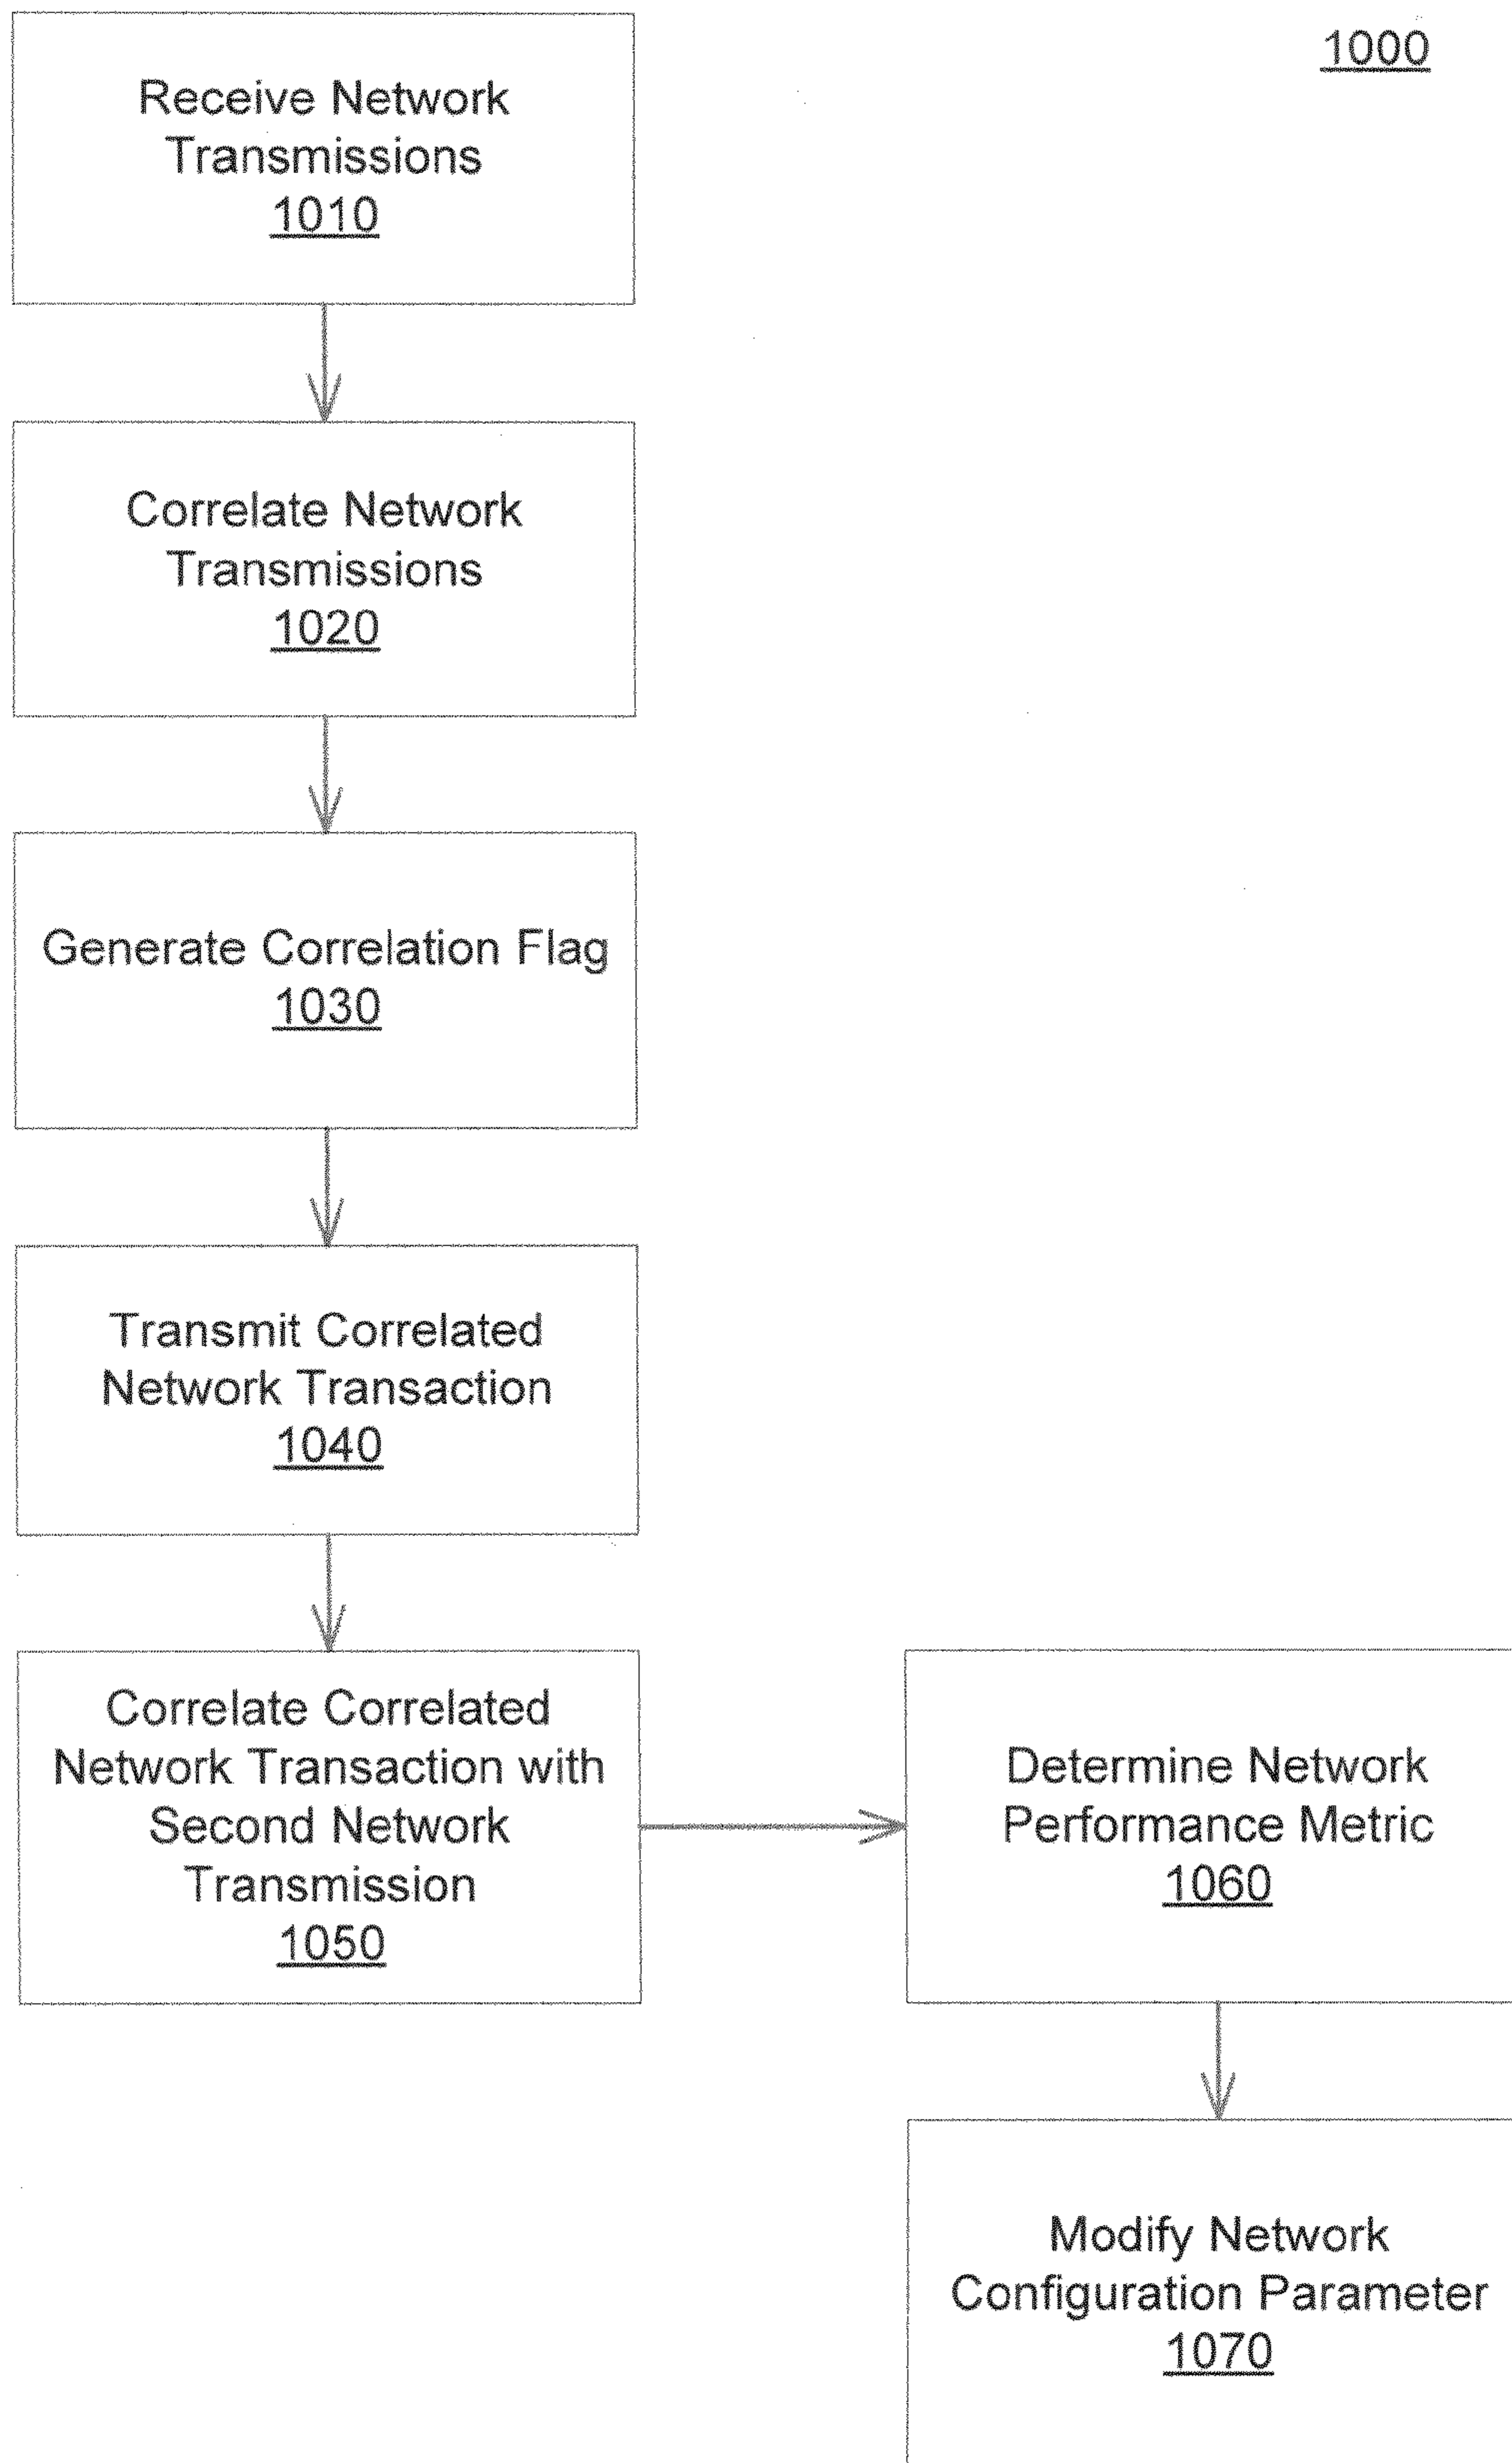 1000
Receive Network
Transmissions
1010
Correlate Network
Transmissions
1020
Generate Correlation Flag
1030
Transmit Correlated
Network Transaction
1040
Correlate Correlated
Network Transaction with
Second Network
Transmission
1050
Determine Network
Performance Metric
1060
Modify Network
Configuration Parameter
1070